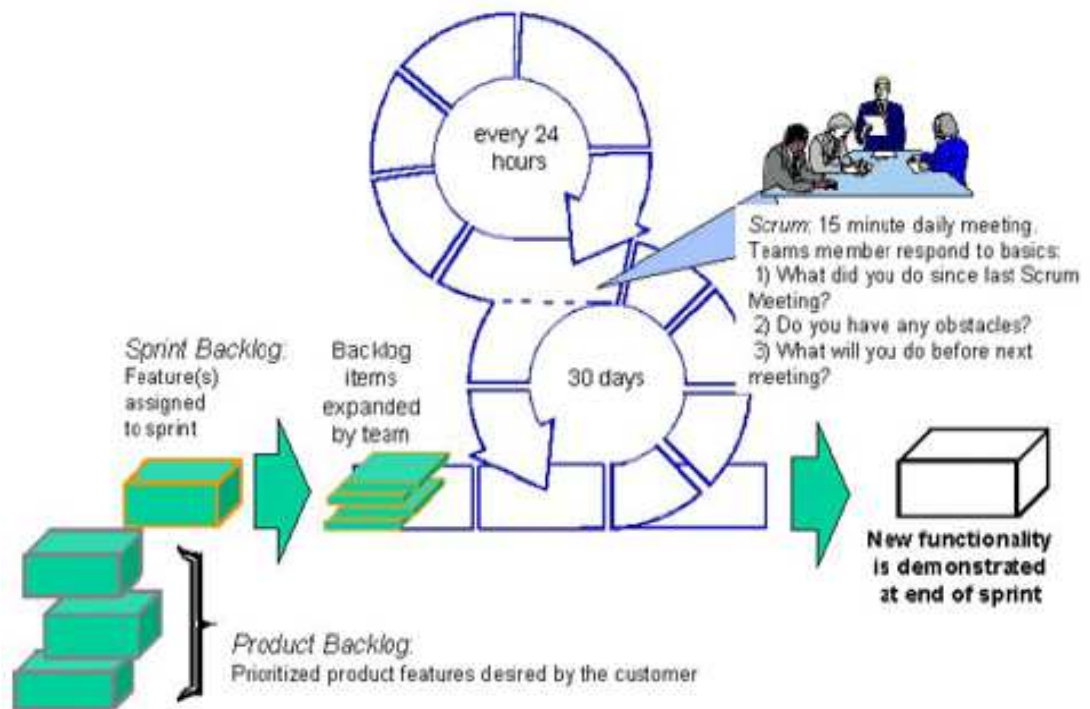 every 24
hours
Scrum: 15 minute daily meeting.
Teams member respond to basics:
1) What did you do since last Scrum
Meeting?
2) Do you have any obstacles?
3) What will you do before next
meeting?
30 days
Sprint Backlog:
Feature(s)
assigned
to sprint
Backlog
items
expanded
by team
New functionality
is demonstrated
at end of sprint
Product Backlog:
Prioritized product features desired by the customer